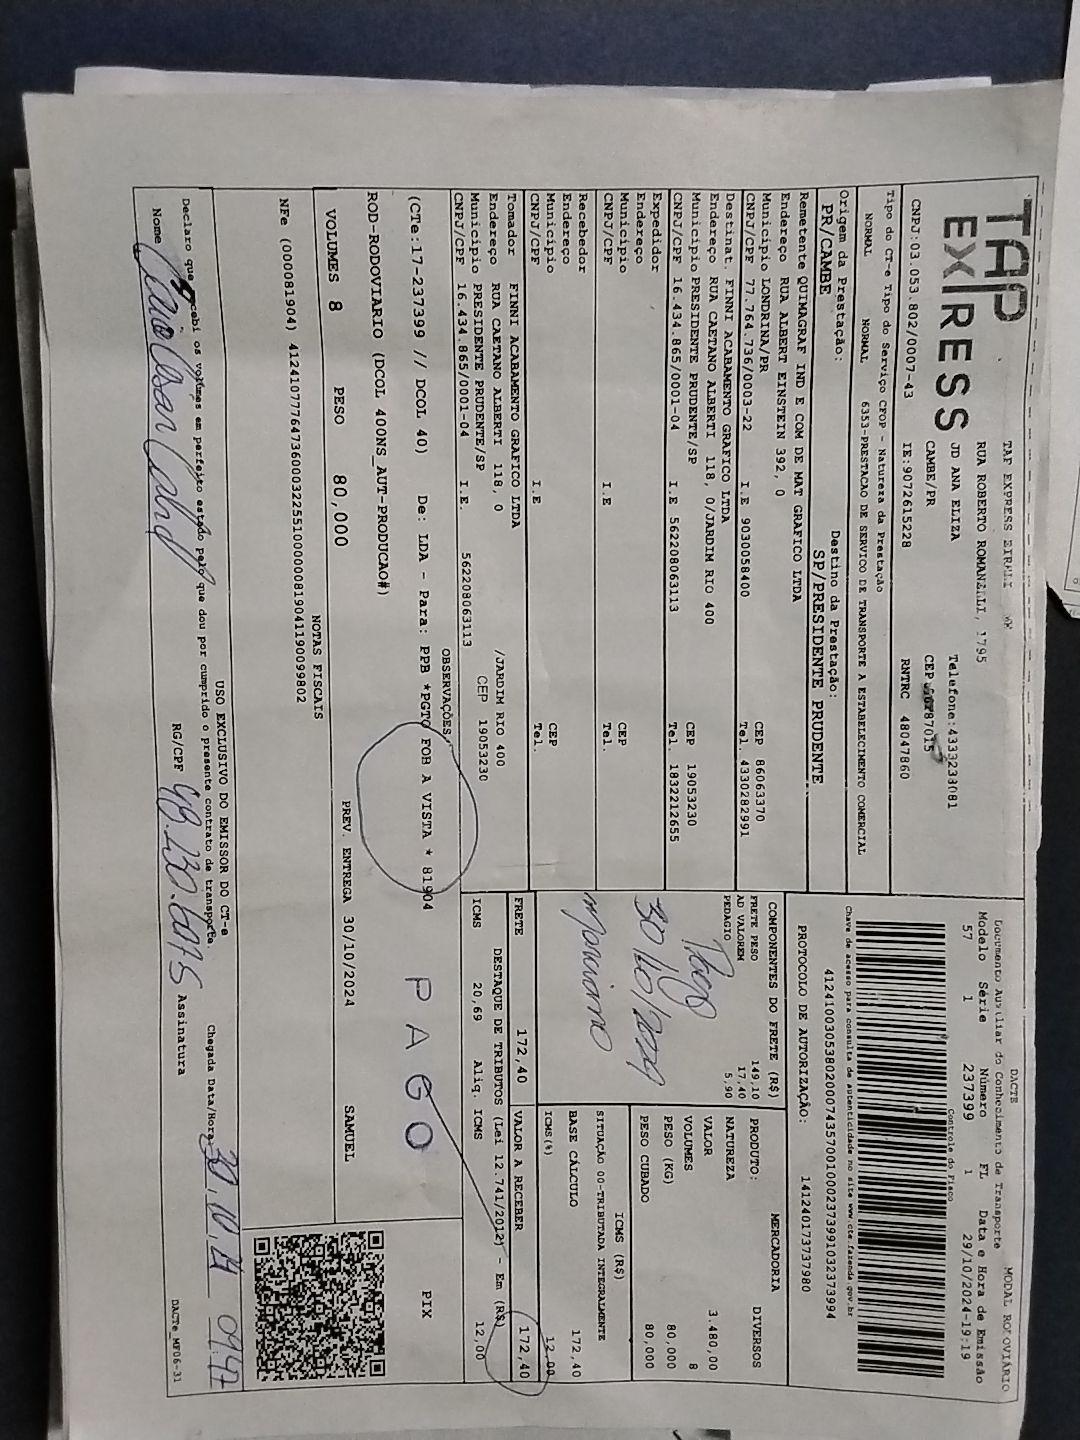 TAP
EXPRESS
TAP EXPRESS EIRELI
RUA ROBERTO ROMANELLI, 1795
JD ANA ELIZA Telefone:4333233081
CAMBE/PR CEP
CNPJ:03.053.802/0007-43 IE:9072615228 RNTRC 48047860
Tipo do CT-e Tipo do Serviço CFOP - Natureza da Prestação
NORMAL NORMAL 6353-PRESTACAO DE SERVICO DE TRANSPORTE A ESTABELECIMENTO COMERCIAL
Origem da Prestação: Destino da Prestação:
PR/CAMBE SP/PRESIDENTE PRUDENTE
Remetente QUIMAGRAF IND E COM DE MAT GRAFICO LTDA
Endereço RUA ALBERT EINSTEIN 392, 0
Município LONDRINA/PR CEP 86063370
CNPJ/CPF 77.764.736/0003-22 I.E 9030058400 Tel. 4330282991
Destinat. FINNI ACABAMENTO GRAFICO LTDA
Endereço RUA CAETANO ALBERTI 118, 0/JARDIM RIO 400
Município PRESIDENTE PRUDENTE/SP CEP 19053230
CNPJ/CPF 16.434.865/0001-04 I.E 562208063113 Tel. 1832212655
Expedidor
Endereço
Município CEP
CNPJ/CPF I.E Tel.
Recebedor
Endereço
Município CEP
CNPJ/CPF I.E Tel.
Tomador FINNI ACABAMENTO GRAFICO LTDA
Endereço RUA CAETANO ALBERTI 118, 0 /JARDIM RIO 400
Município PRESIDENTE PRUDENTE/SP CEP 19053230
CNPJ/CPF 16.434.865/0001-04 I.E. 562208063113
DACTE
Documento Auxiliar do Conhecimento de Transporte MODAL RODOVIÁRIO
Modelo Série Número FL Data e Hora de Emissão
57 1 237399 1 29/10/2024-19:19
Controle do Fisco
Chave de acesso para consulta de autenticidade no site www.cte.fazenda.gov.br
41241003053802000743570010002373991032373994
PROTOCOLO DE AUTORIZAÇÃO: 141240173737980
COMPONENTES DO FRETE (R$)
FRETE PESO 149,10
AD VALOREM 17,40
PEDAGIO 5,90
Pago
30/10/2024
Marciano
MERCADORIA
PRODUTO: DIVERSOS
NATUREZA
VALOR 3.480,00
VOLUMES 8
PESO (KG) 80,000
PESO CUBADO 80,000
ICMS (R$)
SITUAÇÃO 00-TRIBUTADA INTEGRALMENTE
BASE CÁLCULO 172,40
ICMS(%) 12,00
FRETE 172,40 VALOR A RECEBER 172,40
DESTAQUE DE TRIBUTOS (Lei 12.741/2012) - Em (R$)
ICMS 20,69 Aliq. ICMS 12,00
OBSERVAÇÕES
(CTe:17-237399 // DCOL 40) De: LDA - Para: PPB *PGTO FOB A VISTA * 81904
PAGO
PIX
ROD-RODOVIARIO (DCOL 400NS_AUT-PRODUCAO#)
VOLUMES 8 PESO 80,000 PREV. ENTREGA 30/10/2024 SAMUEL
NOTAS FISCAIS
NFe (000081904) 41241077764736000322551000000819041190099802
USO EXCLUSIVO DO EMISSOR DO CT-e
Declaro que recebi os volumes em perfeito estado pelo que dou por cumprido o presente contrato de transporte. Chegada Data/Hora 30.10.24 09:47
Nome RG/CPF Assinatura
DACTe_MF06-31